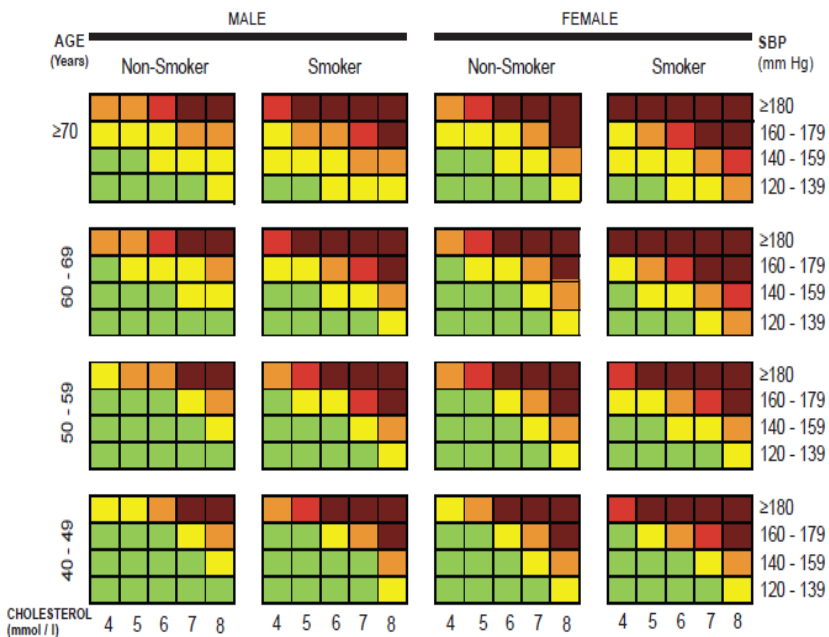 MALE FEMALE
AGE SBP
(Years) Non-Smoker Smoker Non-Smoker Smoker (mm Hg)
≥180
≥70 160 - 179
140 - 159
120 - 139
≥180
60 - 69 160 - 179
140 - 159
120 - 139
≥180
50 - 59 160 - 179
140 - 159
120 - 139
≥180
40 - 49 160 - 179
140 - 159
120 - 139
CHOLESTEROL 4 5 6 7 8 4 5 6 7 8 4 5 6 7 8 4 5 6 7 8
(mmol / l)